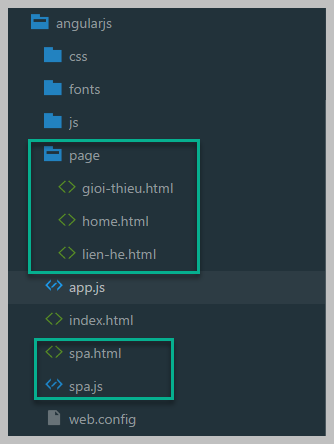 angularjs
css
fonts
js
page
gioi-thieu.html
home.html
lien-he.html
app.js
index.html
spa.html
spa.js
web.config